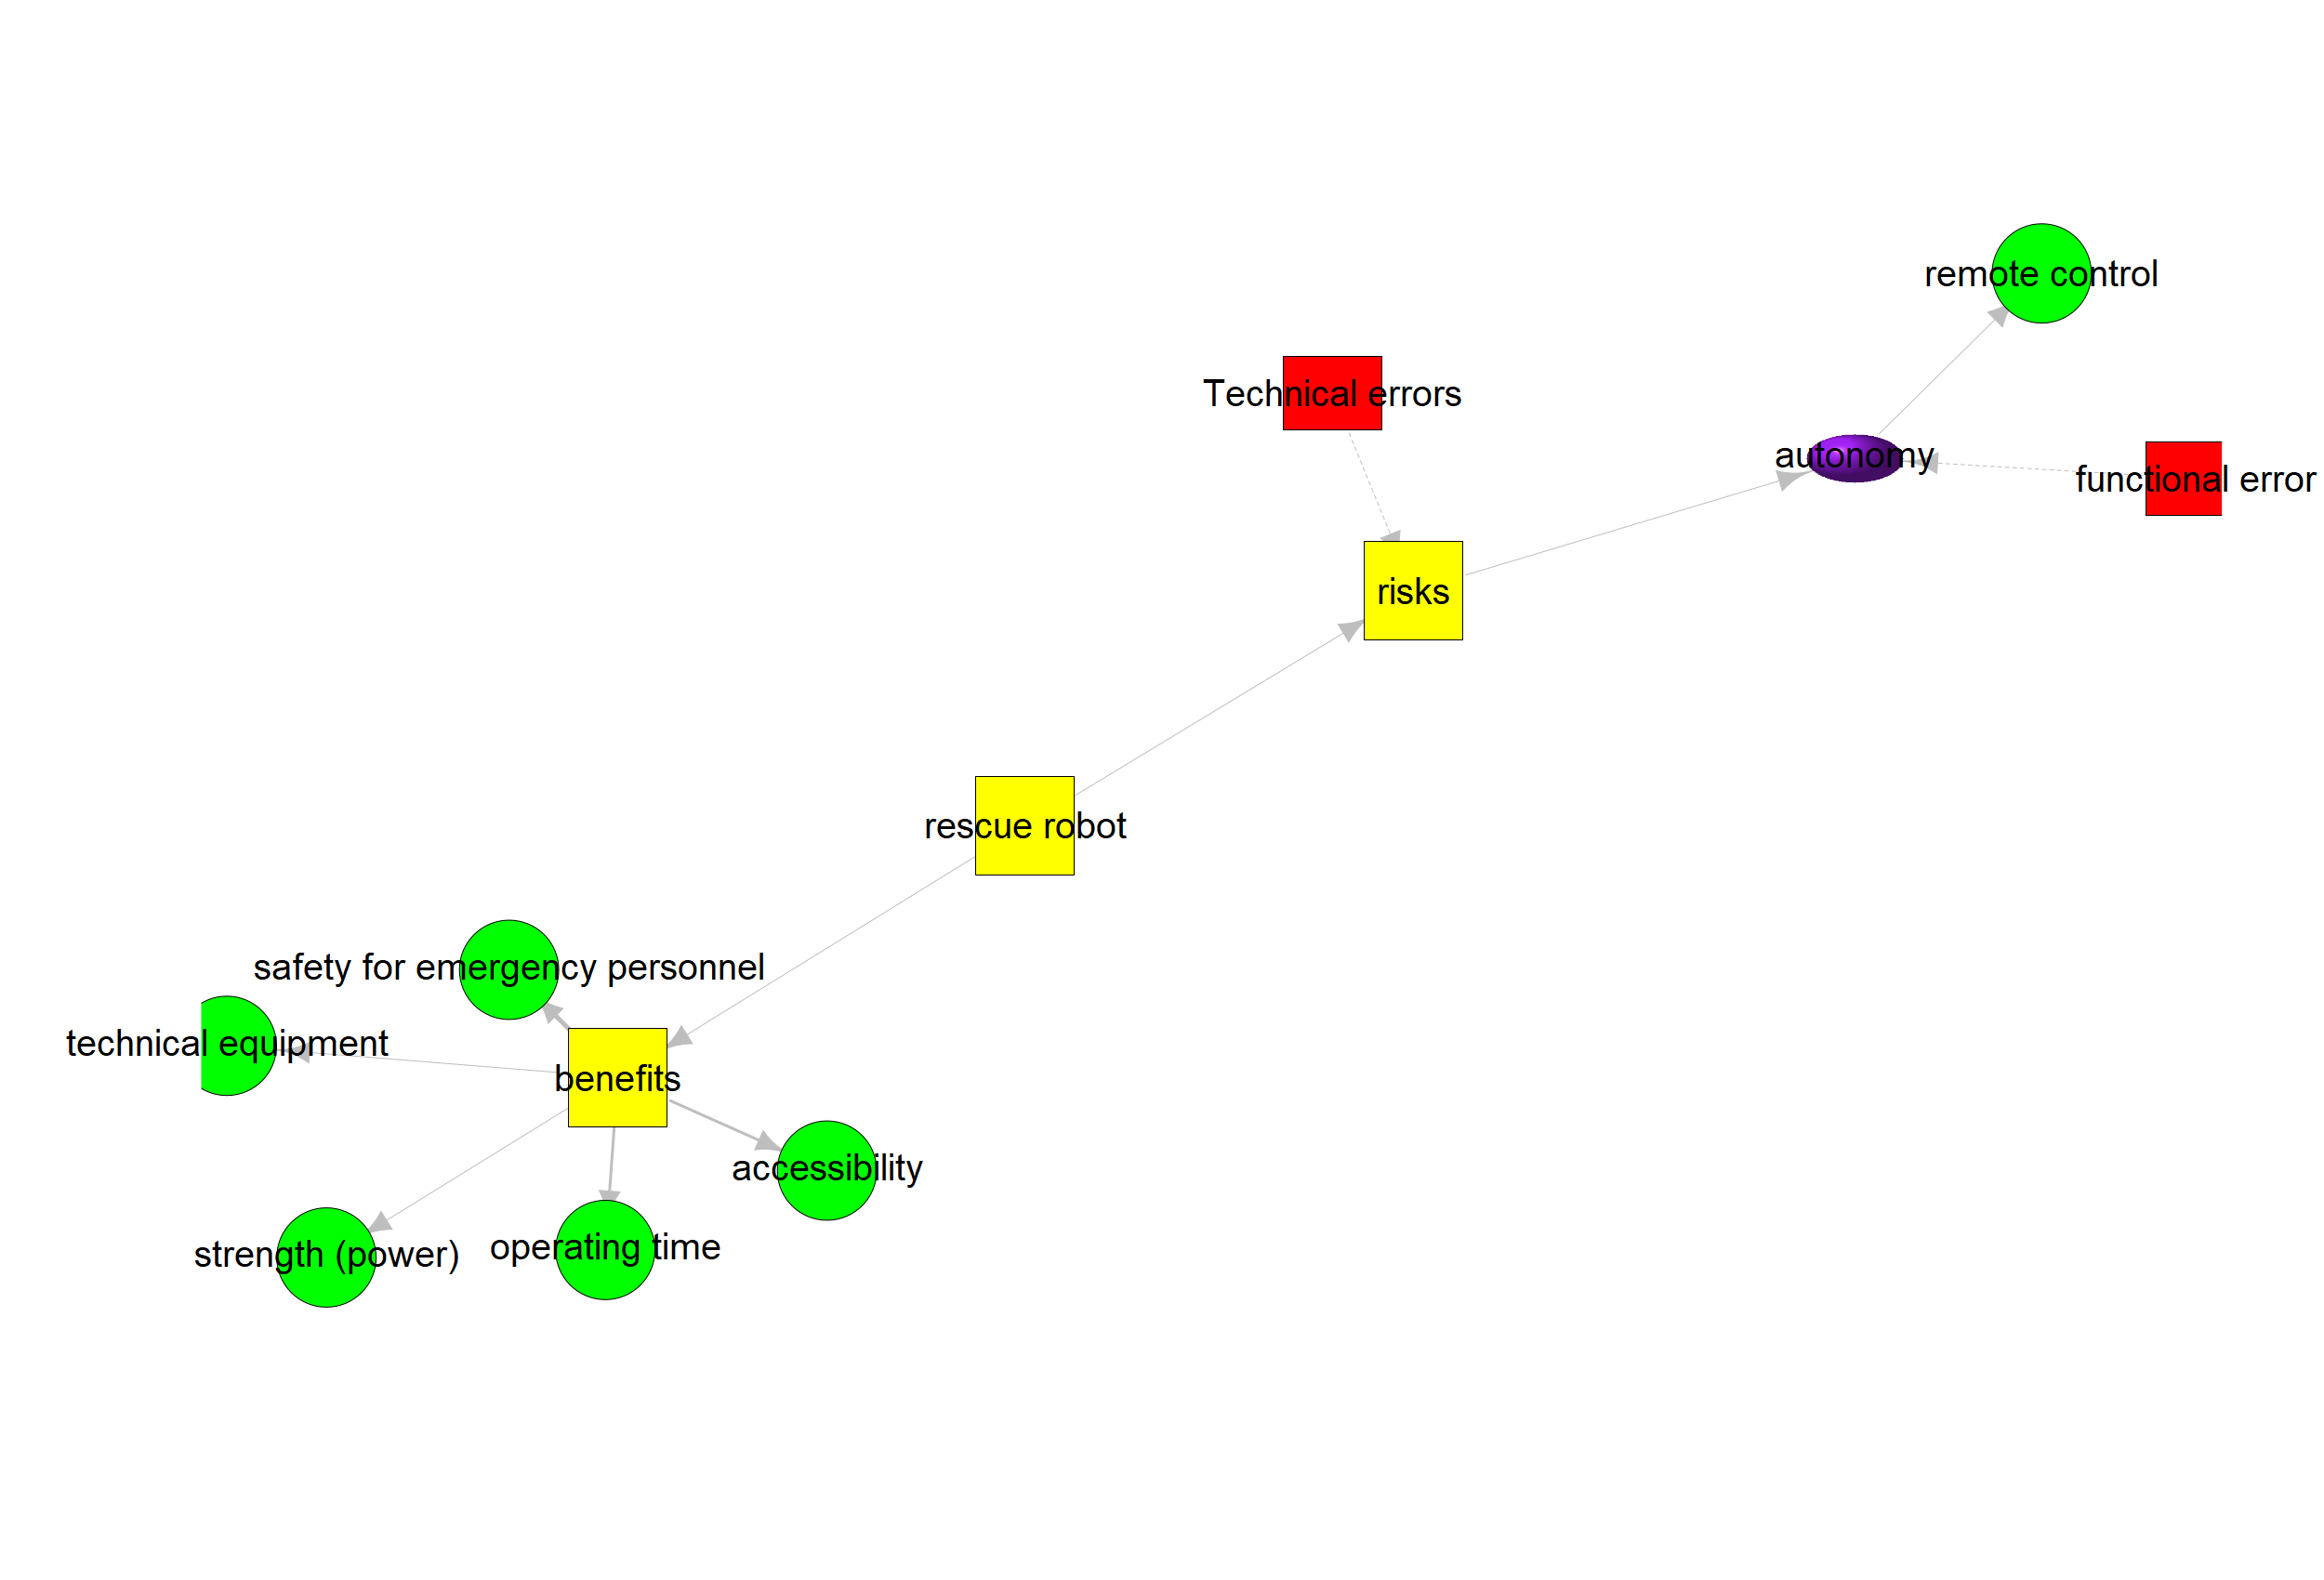 remote control
Technical errors
autonomy
functional error
risks
rescue robot
safety for emergency personnel
technical equipment
benefits
accessibility
operating time
strength (power)